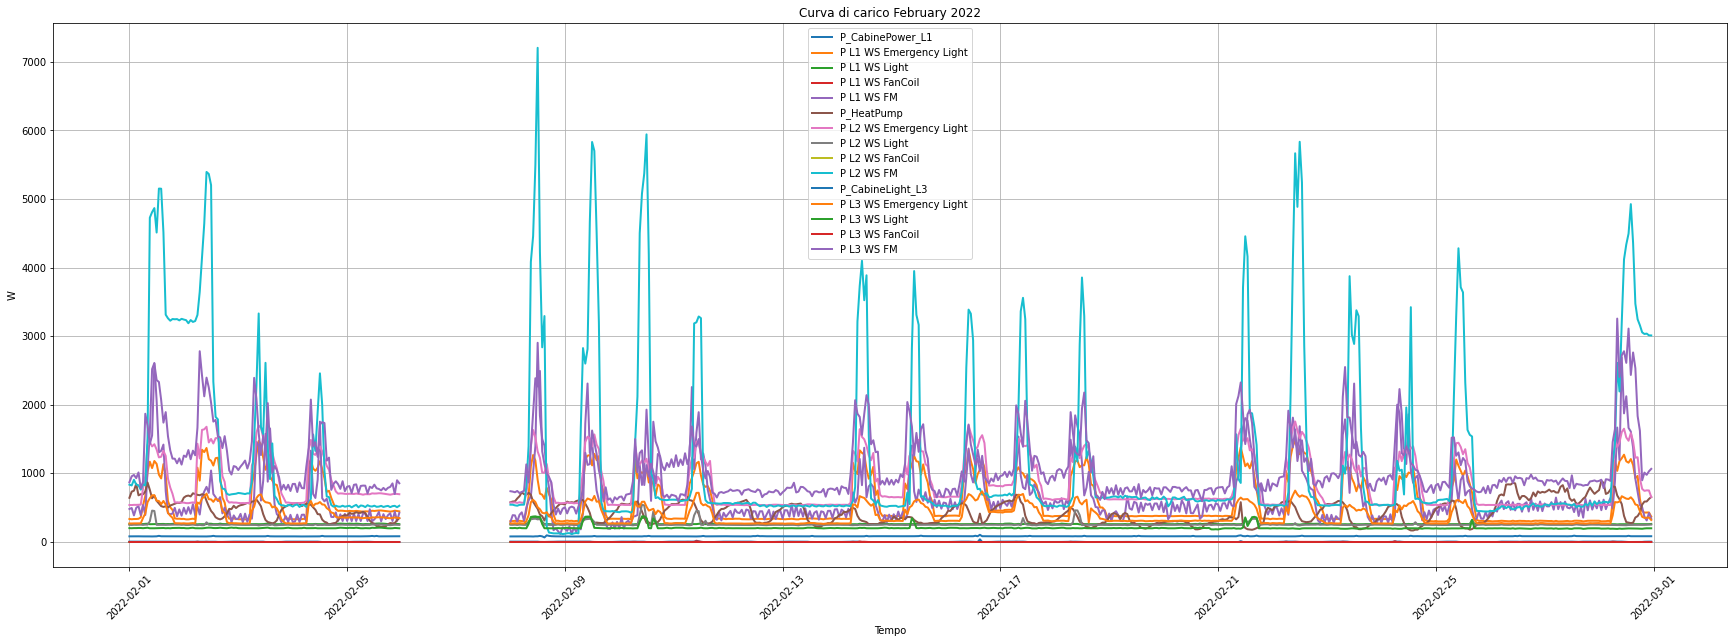 Curva di carico February 2022
P_CabinePower_L1
P L1 WS Emergency Light
P L1 WS Light
P L1 WS FanCoil
P L1 WS FM
P_HeatPump
P L2 WS Emergency Light
P L2 WS Light
P L2 WS FanCoil
P L2 WS FM
P_CabineLight_L3
P L3 WS Emergency Light
P L3 WS Light
P L3 WS FanCoil
P L3 WS FM
W
7000
6000
5000
4000
3000
2000
1000
0
2022-02-01
2022-02-05
2022-02-09
2022-02-13
2022-02-17
2022-02-21
2022-02-25
2022-03-01
Tempo